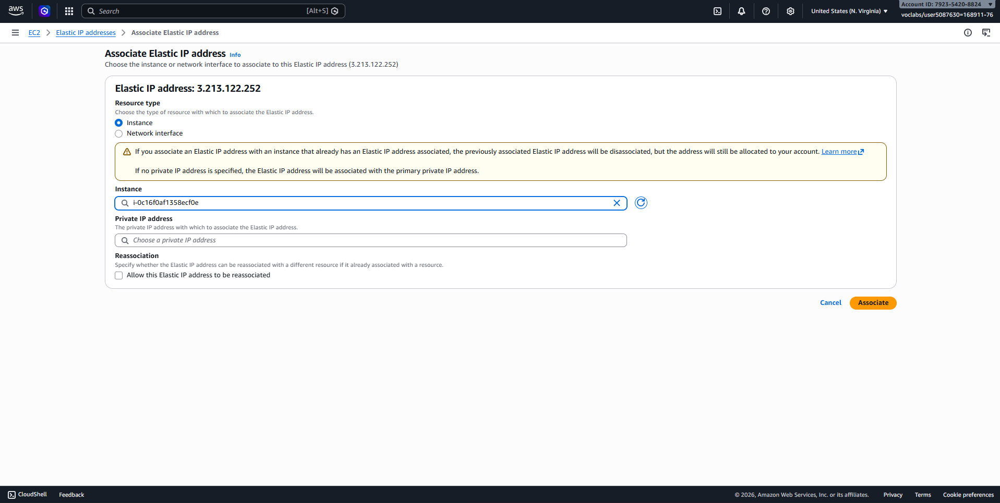 aws
Search [Alt+S]
United States (N. Virginia)
Account ID: 7923-5420-8824
voclabs/user5087630=168911-76
EC2 Elastic IP addresses Associate Elastic IP address
Associate Elastic IP address Info
Choose the instance or network interface to associate to this Elastic IP address (3.213.122.252)
Elastic IP address: 3.213.122.252
Resource type
Choose the type of resource with which to associate the Elastic IP address.
Instance
Network interface
If you associate an Elastic IP address with an instance that already has an Elastic IP address associated, the previously associated Elastic IP address will be disassociated, but the address will still be allocated to your account. Learn more
If no private IP address is specified, the Elastic IP address will be associated with the primary private IP address.
Instance
i-0c16f0af1358ecf0e
Private IP address
The private IP address with which to associate the Elastic IP address.
Choose a private IP address
Reassociation
Specify whether the Elastic IP address can be reassociated with a different resource if it already associated with a resource.
Allow this Elastic IP address to be reassociated
Cancel Associate
CloudShell Feedback © 2026, Amazon Web Services, Inc. or its affiliates. Privacy Terms Cookie preferences